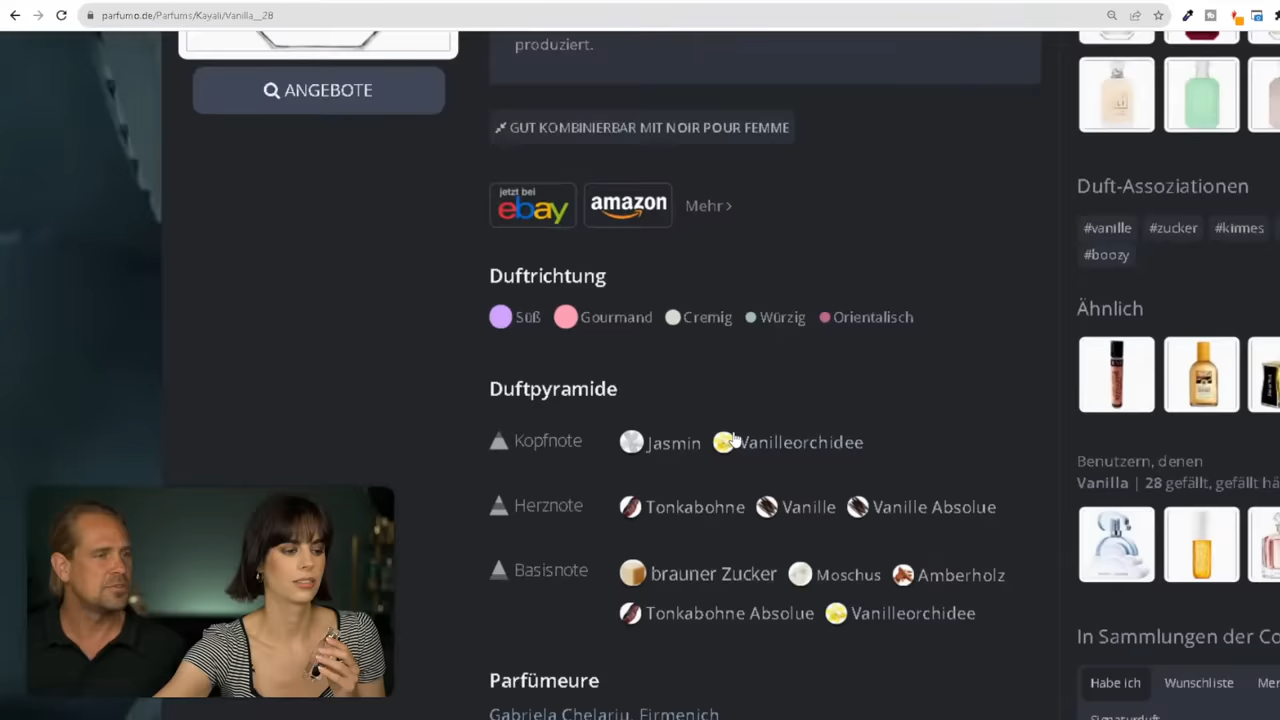 parfumo.de/Parfums/Kayali/Vanilla__28
produziert.
ANGEBOTE
GUT KOMBINIERBAR MIT NOIR POUR FEMME
jetzt bei
ebay
amazon
Mehr
Duftrichtung
Süß Gourmand Cremig Würzig Orientalisch
Duftpyramide
Kopfnote Jasmin Vanilleorchidee
Herznote Tonkabohne Vanille Vanille Absolue
Basisnote brauner Zucker Moschus Amberholz
Tonkabohne Absolue Vanilleorchidee
Parfümeure
Gabriela Chelariu, Firmenich
Duft-Assoziationen
#vanille #zucker #kirmes
#boozy
Ähnlich
Benutzern, denen
Vanilla | 28 gefällt, gefällt
In Sammlungen der
Habe ich Wunschliste